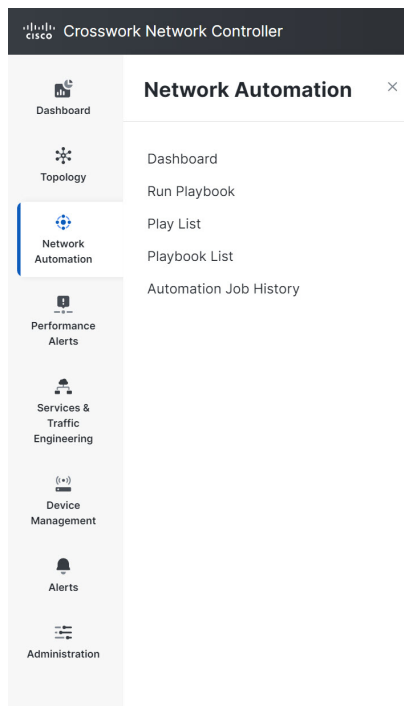 cisco Crosswork Network Controller
Dashboard
Topology
Network
Automation
Performance
Alerts
Services &
Traffic
Engineering
Device
Management
Alerts
Administration
Network Automation
Dashboard
Run Playbook
Play List
Playbook List
Automation Job History